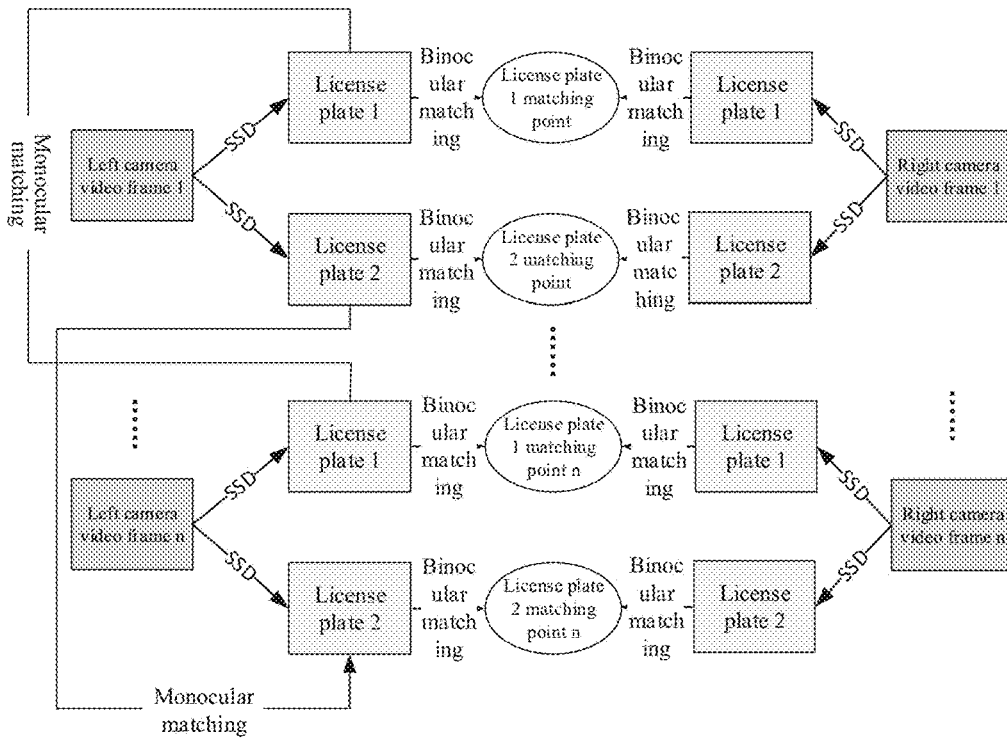 License
plate 1
Binoc
ular
match
ing
License plate
1 matching
point
Binoc
ular
match
ing
License
plate 1
Monocular
matching
Left camera
video frame 1
SSD
SSD
SSD
SSD
Right camera
video frame 1
License
plate 2
Binoc
ular
match
ing
License plate
2 matching
point
Binoc
ular
matc
hing
License
plate 2
License
plate 1
Binoc
ular
match
ing
License plate
1 matching
point n
Binoc
ular
match
ing
License
plate 1
Left camera
video frame n
SSD
SSD
SSD
SSD
Right camera
video frame n
License
plate 2
Binoc
ular
match
ing
License plate
2 matching
point n
Binoc
ular
match
ing
License
plate 2
Monocular
matching